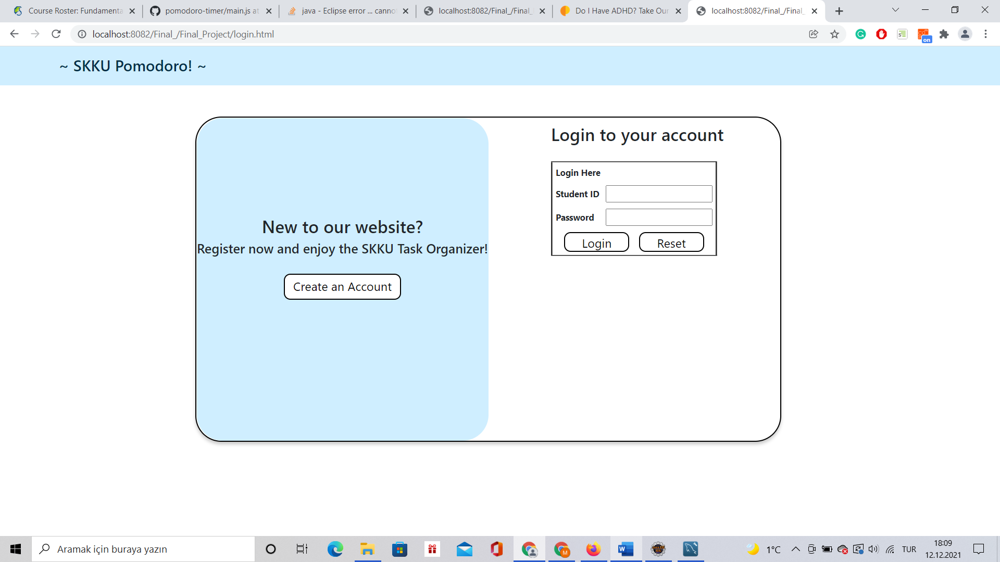 Course Roster: Fundamenta
pomodoro-timer/main.js at
java - Eclipse error ... canno
localhost:8082/Final_/Final_
Do I Have ADHD? Take Our
localhost:8082/Final_/Final_
localhost:8082/Final_/Final_Project/login.html
on
~ SKKU Pomodoro! ~
New to our website?
Register now and enjoy the SKKU Task Organizer!
Create an Account
Login to your account
Login Here
Student ID
Password
Login Reset
Aramak için buraya yazın
1°C
TUR
18:09
12.12.2021